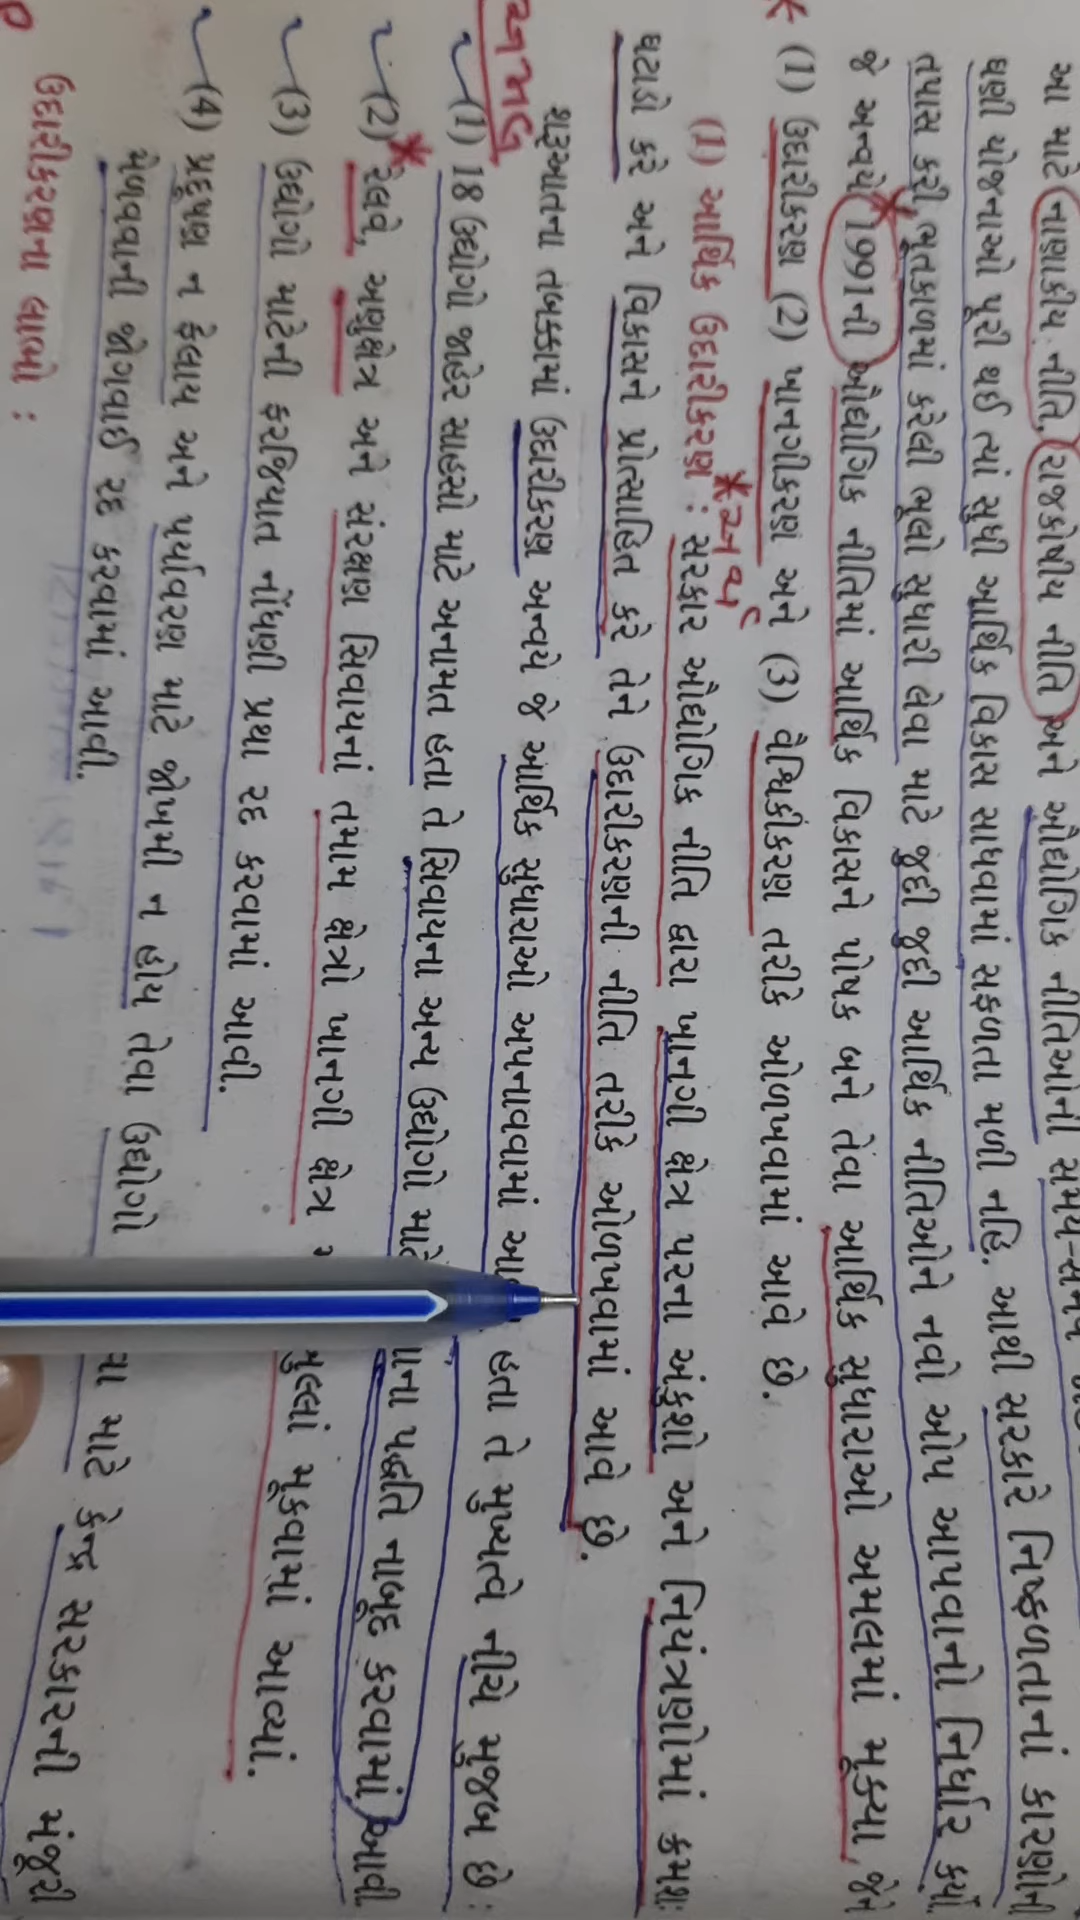 આ માટે નાણાકીય નીતિ, રાજકોષીય નીતિ અને ઔદ્યોગિક નીતિઓની સમય-સમય
ઘણી યોજનાઓ પૂરી થઈ ત્યાં સુધી આર્થિક વિકાસ સાધવામાં સફળતા મળી નહિ. આથી સરકારે નિષ્ફળતાનાં કારણોની
તપાસ કરી, ભૂતકાળમાં કરેલી ભૂલો સુધારી લેવા માટે જુદી જુદી આર્થિક નીતિઓને નવો ઓપ આપવાનો નિર્ધાર કર્યો.
જે અન્વયે 1991ની ઔદ્યોગિક નીતિમાં આર્થિક વિકાસને પોષક બને તેવા આર્થિક સુધારાઓ અમલમાં મૂક્યા, જેને
(1) ઉદારીકરણ (2) ખાનગીકરણ અને (3) વૈશ્વિકીકરણ તરીકે ઓળખવામાં આવે છે.
(1) આર્થિક ઉદારીકરણ : સરકાર ઔદ્યોગિક નીતિ દ્વારા ખાનગી ક્ષેત્ર પરના અંકુશો અને નિયંત્રણોમાં ક્રમશઃ
ઘટાડો કરે અને વિકાસને પ્રોત્સાહિત કરે તેને ઉદારીકરણની નીતિ તરીકે ઓળખવામાં આવે છે.
શરૂઆતના તબક્કામાં ઉદારીકરણ અન્વયે જે આર્થિક સુધારાઓ અપનાવવામાં હતા તે મુખ્યત્વે નીચે મુજબ છે :
(1) 18 ઉદ્યોગો જાહેર સાહસો માટે અનામત હતા તે સિવાયના અન્ય ઉદ્યોગો માટે પદ્ધતિ નાબૂદ કરવામાં આવી
(2) રેલવે, અણુક્ષેત્ર અને સંરક્ષણ સિવાયનાં તમામ ક્ષેત્રો ખાનગી ક્ષેત્ર ખુલ્લાં મૂકવામાં આવ્યાં.
(3) ઉદ્યોગો માટેની ફરજિયાત નોંધણી પ્રથા રદ કરવામાં આવી.
(4) પ્રદૂષણ ન ફેલાય અને પર્યાવરણ માટે જોખમી ન હોય તેવા ઉદ્યોગો માટે કેન્દ્ર સરકારની મંજૂરી
મેળવવાની જોગવાઈ રદ કરવામાં આવી.
ઉદારીકરણના લાભો :